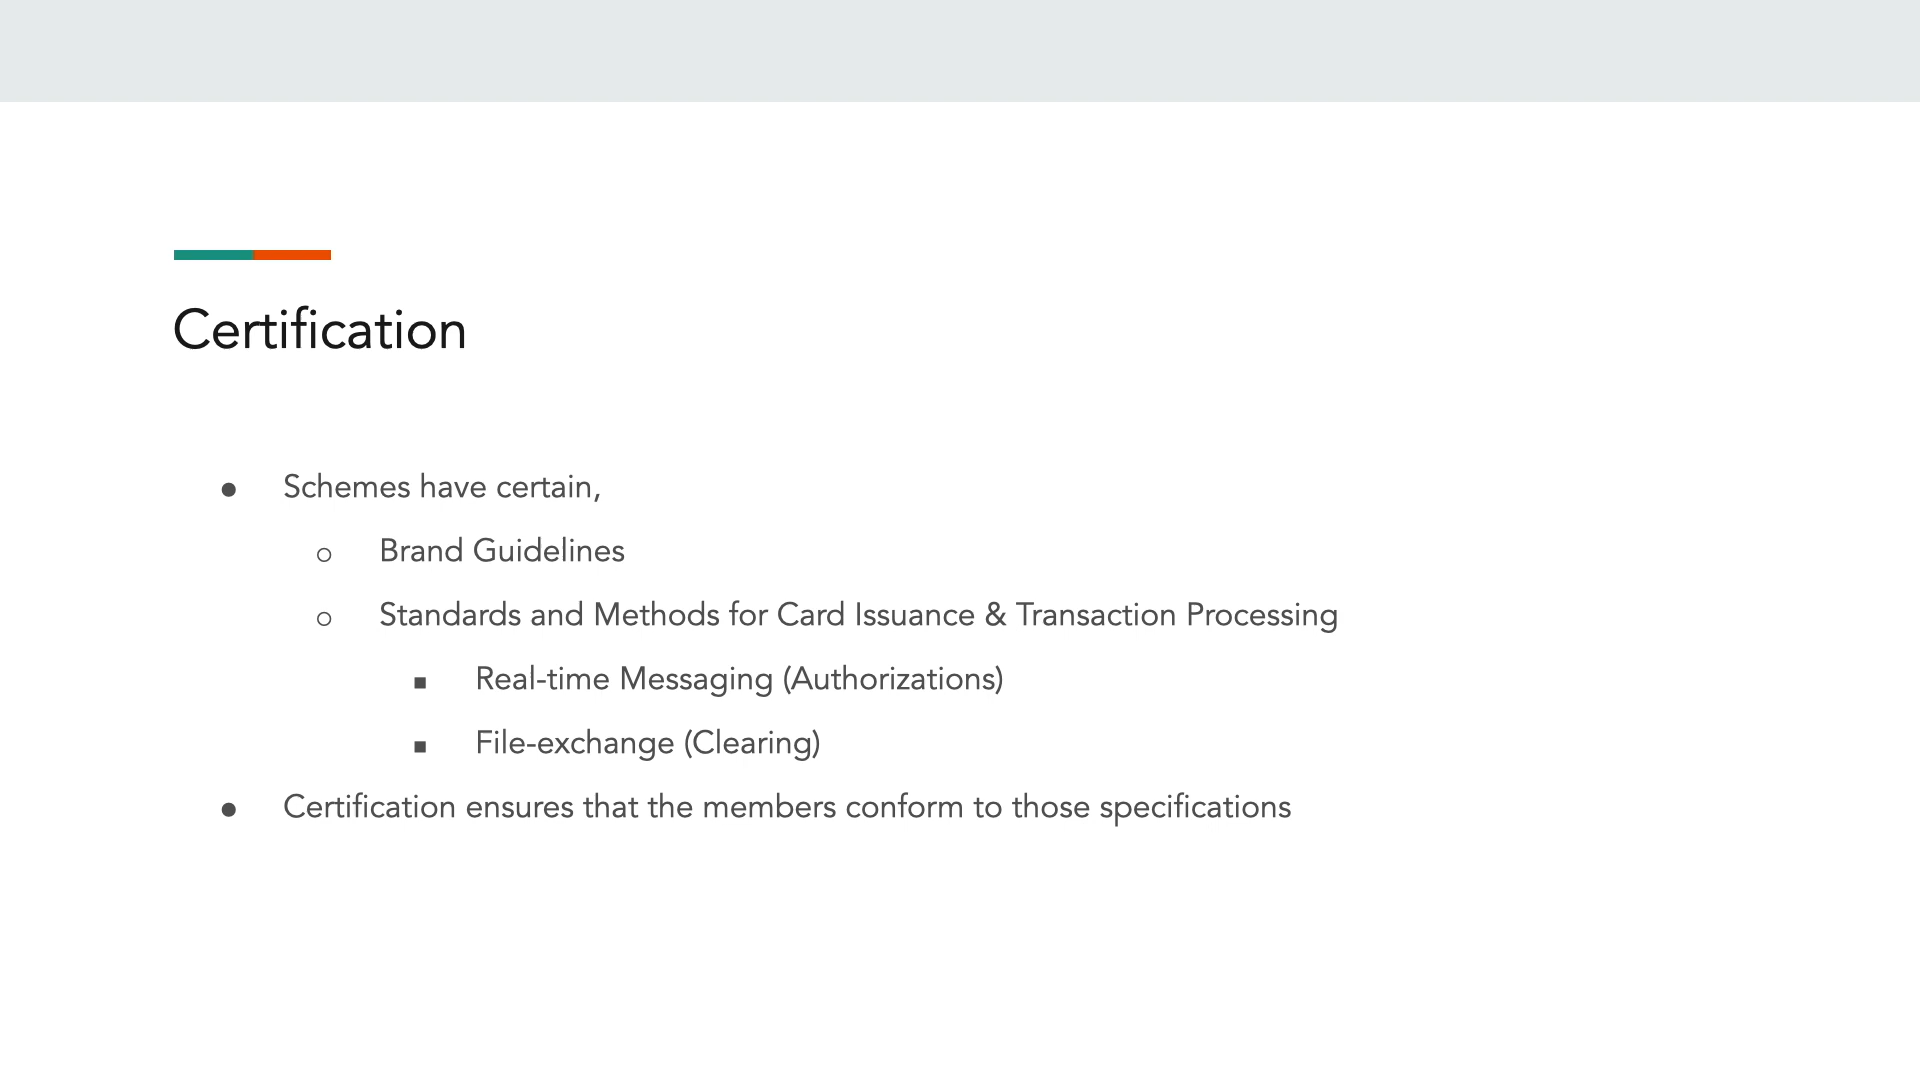 Certification
● Schemes have certain,
○ Brand Guidelines
○ Standards and Methods for Card Issuance & Transaction Processing
■ Real-time Messaging (Authorizations)
■ File-exchange (Clearing)
● Certification ensures that the members conform to those specifications